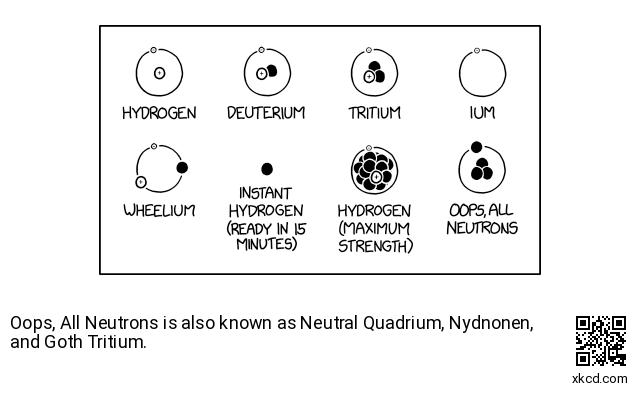 HYDROGEN
DEUTERIUM
TRITIUM
IUM
WHEELIUM
INSTANT
HYDROGEN
(READY IN 15
MINUTES)
HYDROGEN
(MAXIMUM
STRENGTH)
OOPS, ALL
NEUTRONS
Oops, All Neutrons is also known as Neutral Quadrium, Nydnonen,
and Goth Tritium.
xkcd.com